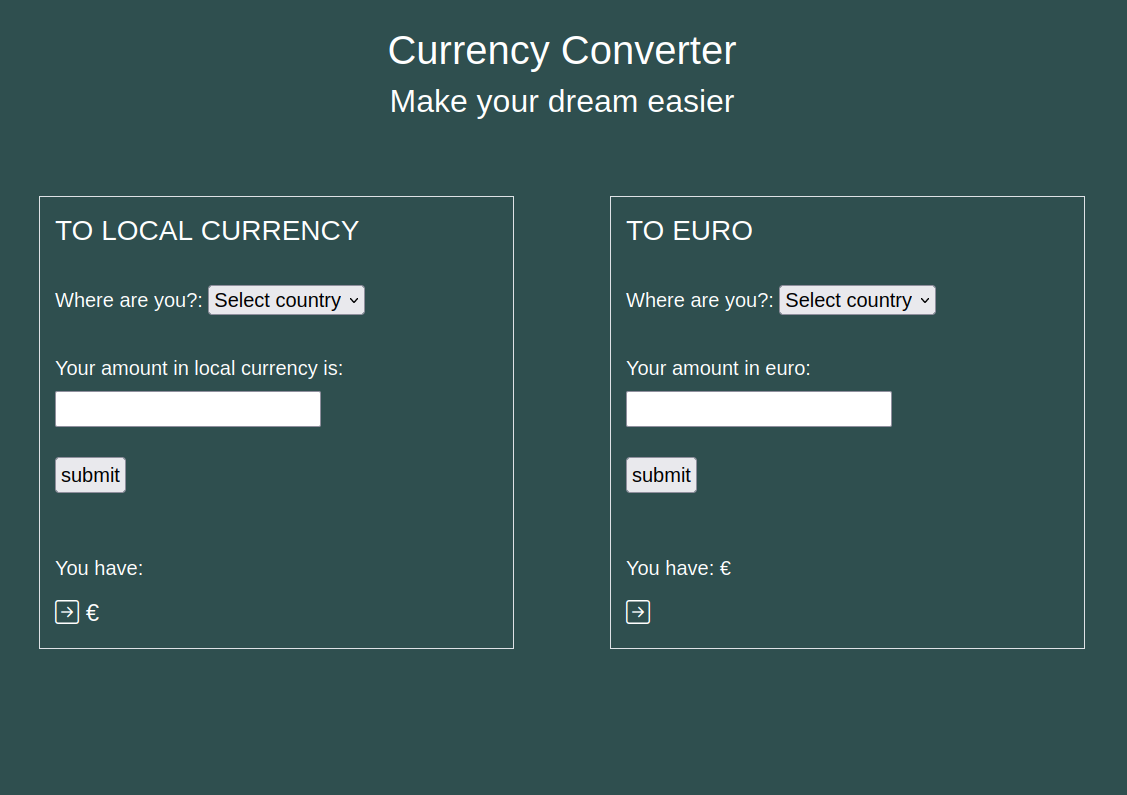 Currency Converter
Make your dream easier
TO LOCAL CURRENCY
Where are you?: Select country
Your amount in local currency is:
submit
You have:
€
TO EURO
Where are you?: Select country
Your amount in euro:
submit
You have: €